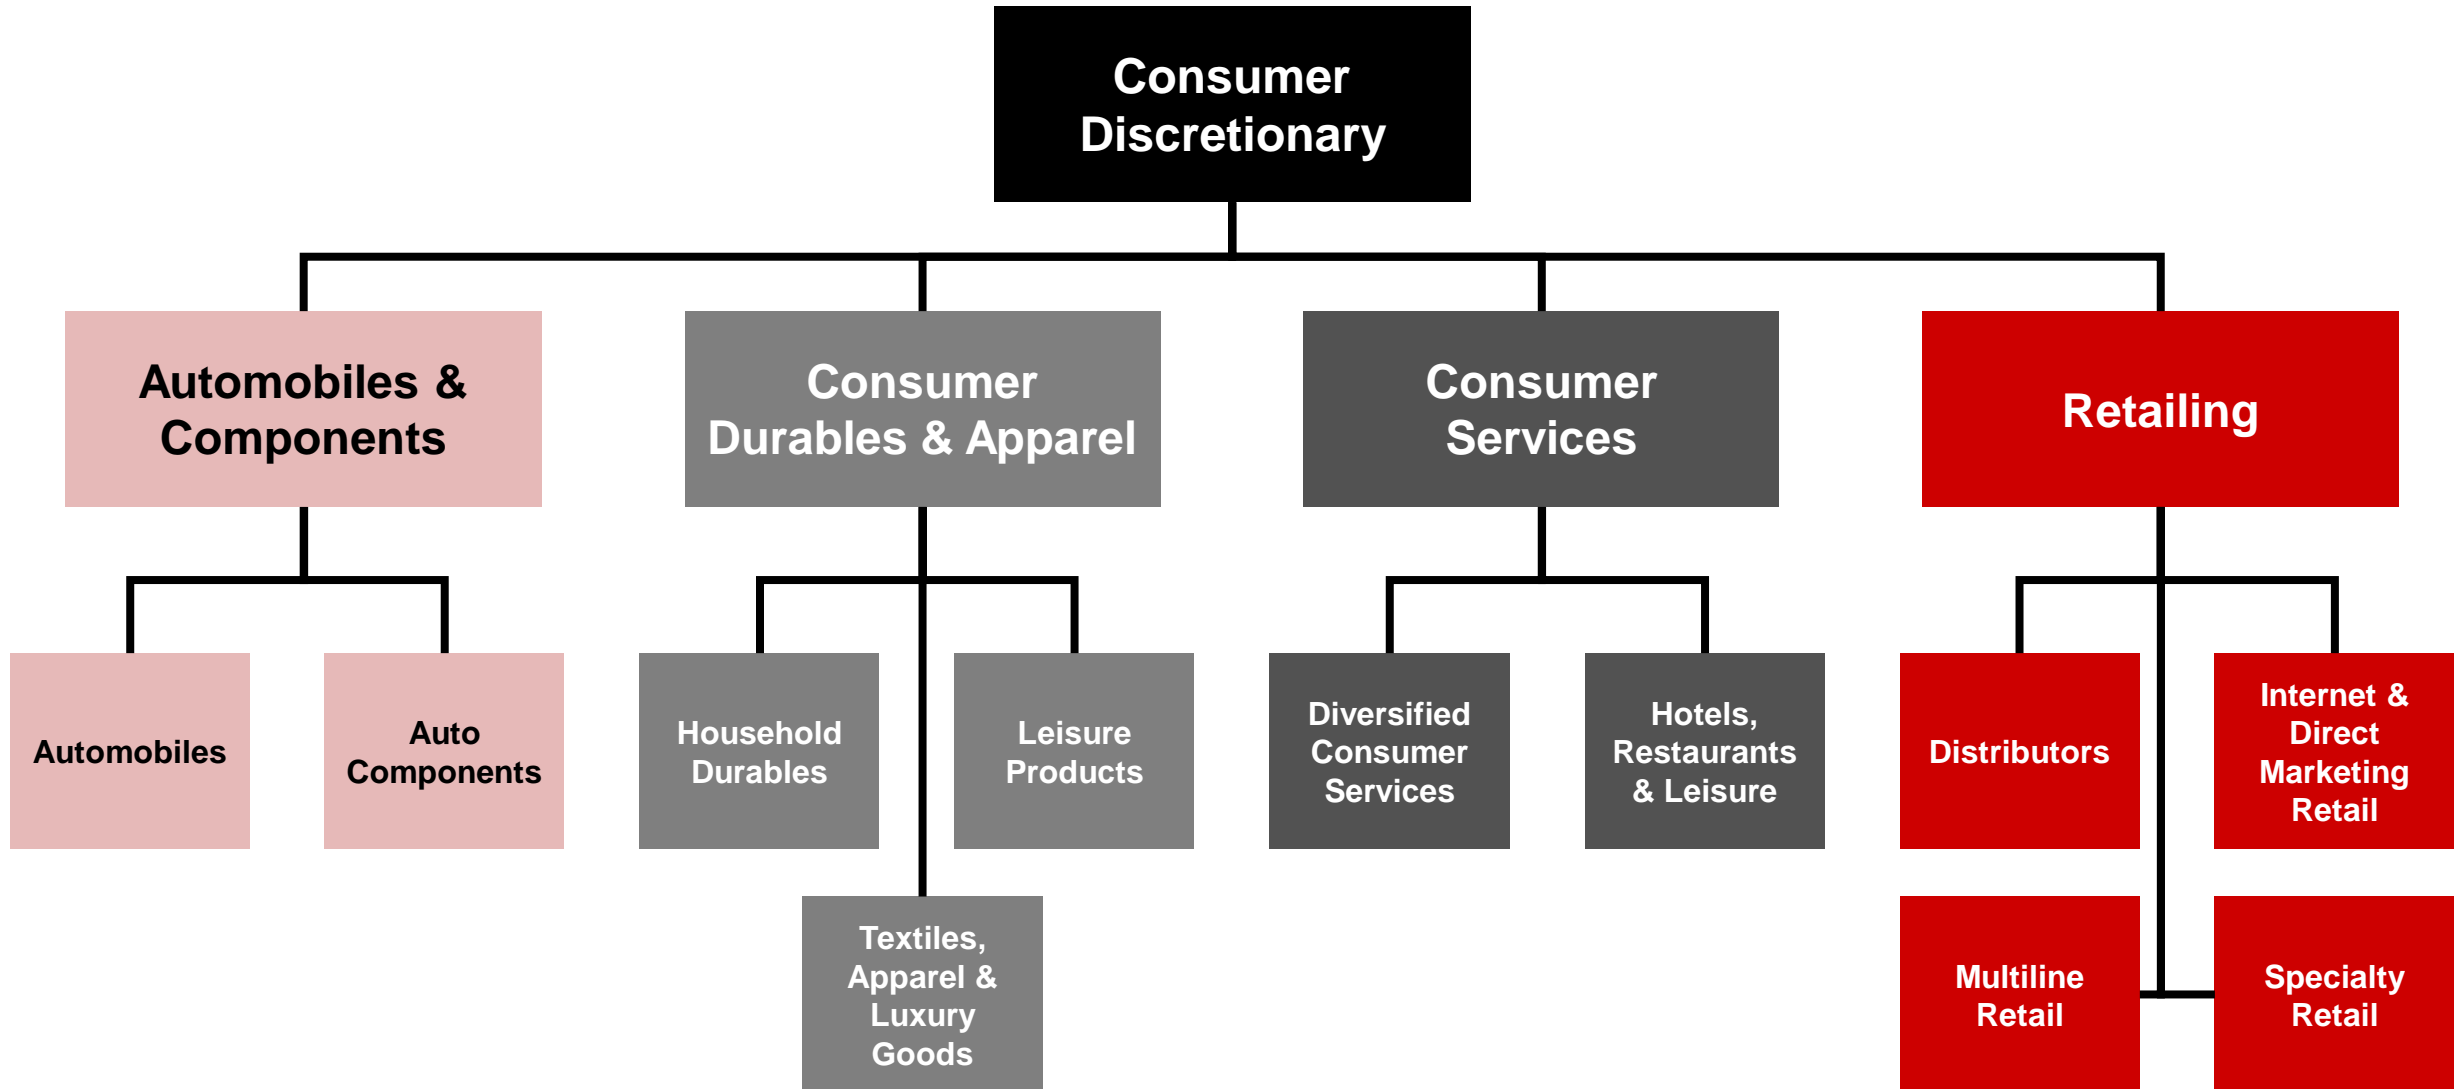 Consumer
Discretionary
Automobiles &
Components
Consumer
Durables & Apparel
Consumer
Services
Retailing
Automobiles
Auto
Components
Household
Durables
Leisure
Products
Diversified
Consumer
Services
Hotels,
Restaurants
& Leisure
Distributors
Internet &
Direct
Marketing
Retail
Textiles,
Apparel &
Luxury
Goods
Multiline
Retail
Specialty
Retail